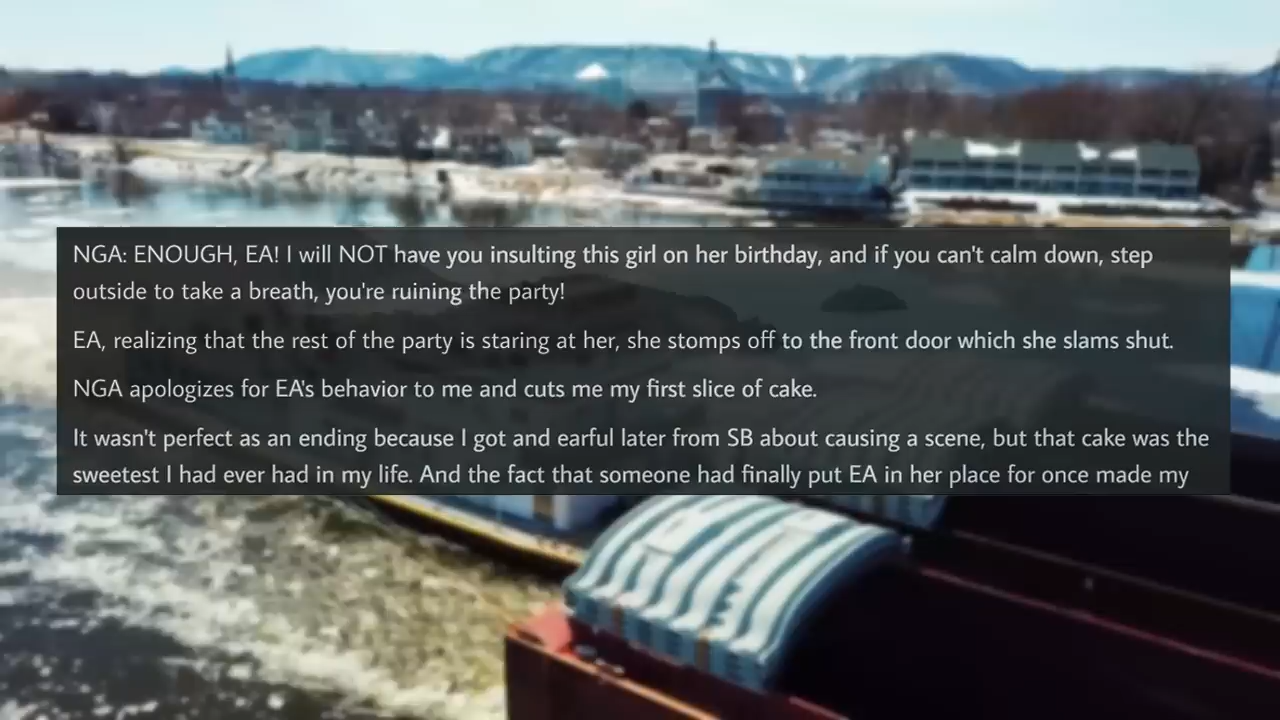 NGA: ENOUGH, EA! I will NOT have you insulting this girl on her birthday, and if you can't calm down, step
outside to take a breath, you're ruining the party!
EA, realizing that the rest of the party is staring at her, she stomps off to the front door which she slams shut.
NGA apologizes for EA's behavior to me and cuts me my first slice of cake.
It wasn't perfect as an ending because I got and earful later from SB about causing a scene, but that cake was the
sweetest I had ever had in my life. And the fact that someone had finally put EA in her place for once made my